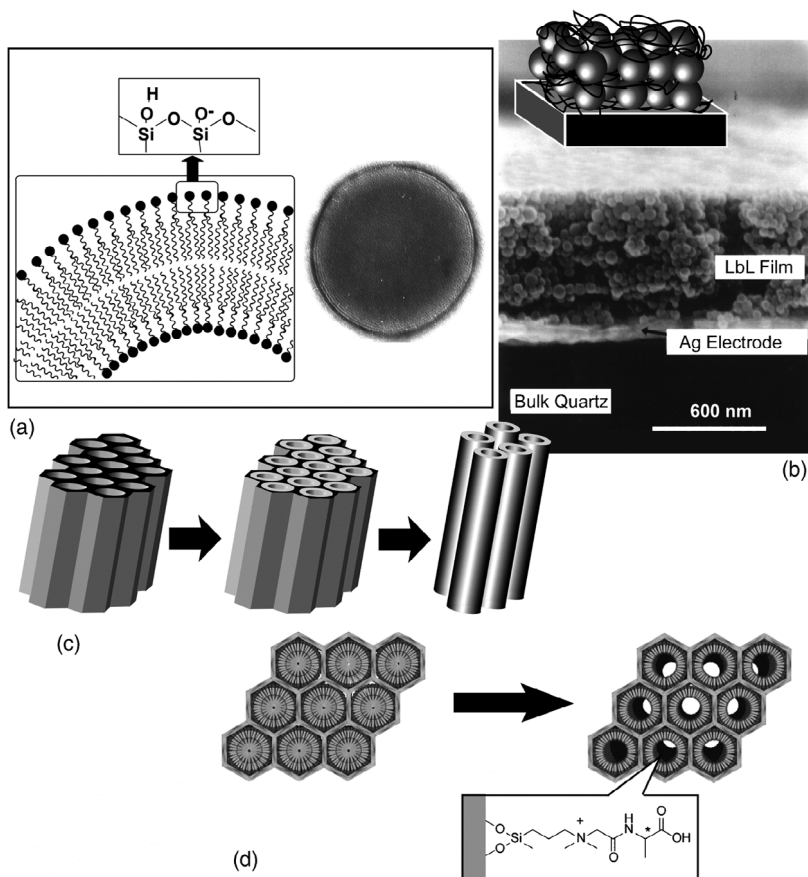 (a)
H
O
O-
Si
O
Si
O
(b)
LbL Film
Ag Electrode
Bulk Quartz
600 nm
(c)
(d)
O
O
Si
+
N
O
H
N
*
O
OH